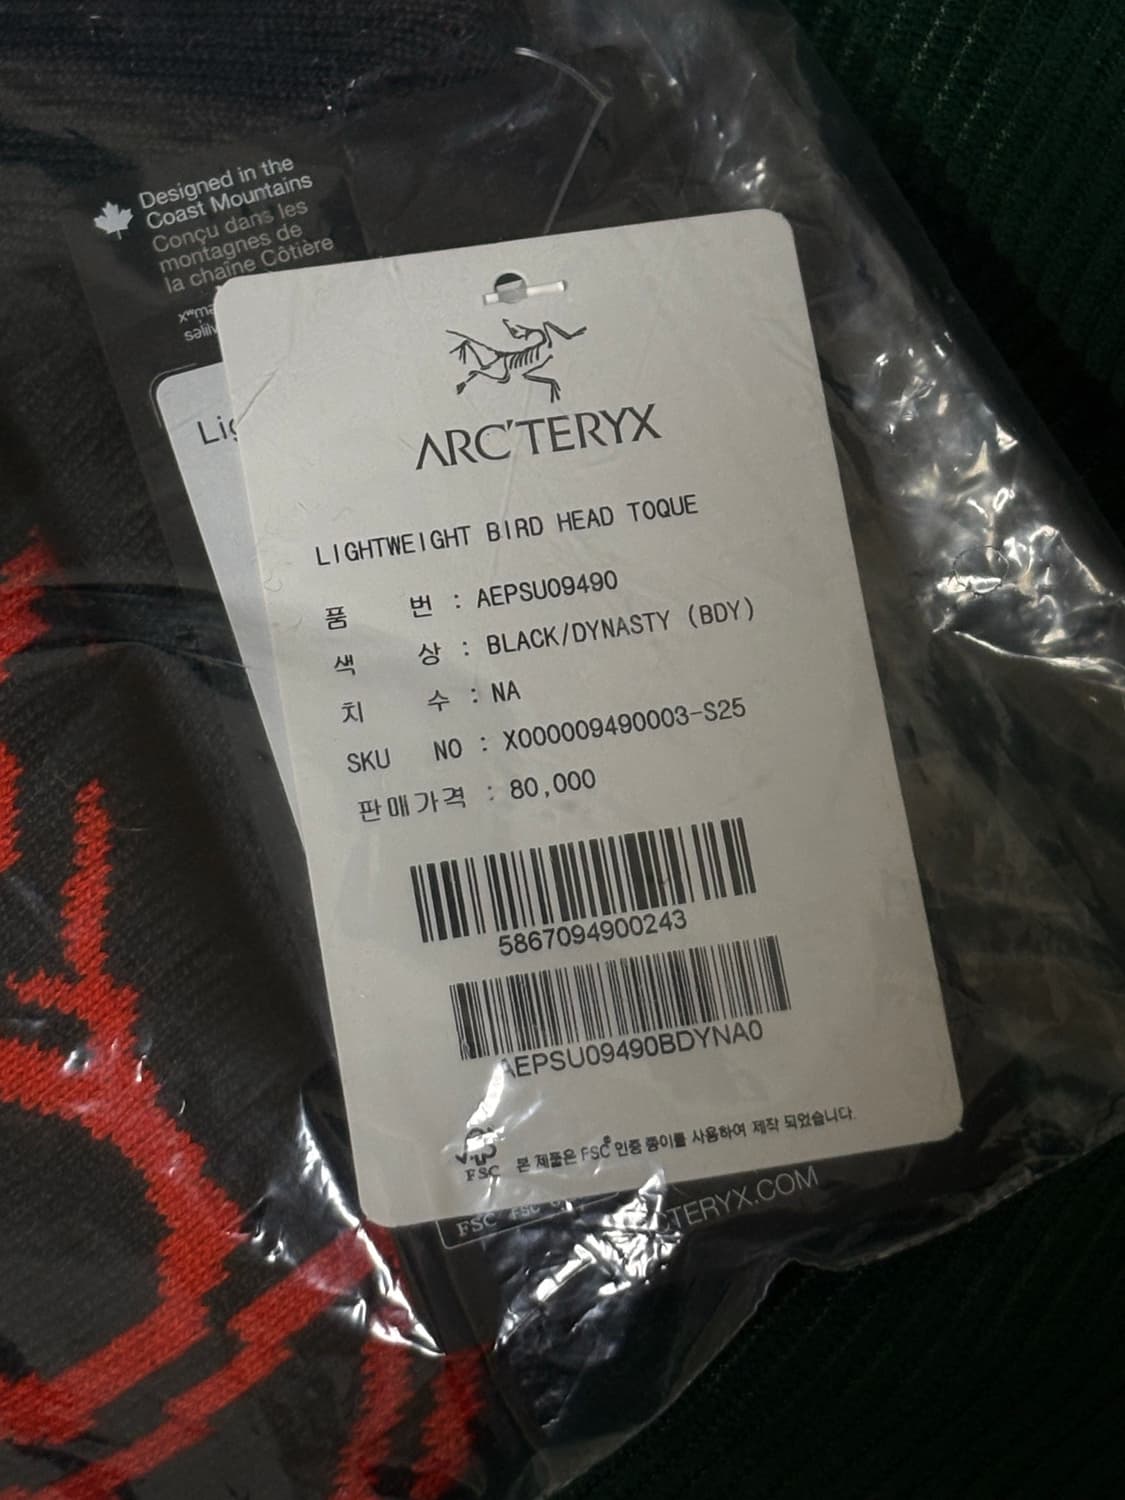 Designed in the
Coast Mountains
Conçu dans les
montagnes de
la chaîne Côtière
ARC'TERYX
LIGHTWEIGHT BIRD HEAD TOQUE
품 번 : AEPSU09490
색 상 : BLACK/DYNASTY (BDY)
치 수 : NA
SKU NO : X000009490003-S25
판매가격 : 80,000
5867094900243
AEPSU09490BDYNA0
FSC
본 제품은 FSC® 인증 종이를 사용하여 제작 되었습니다.
FSC
CTERYX.COM